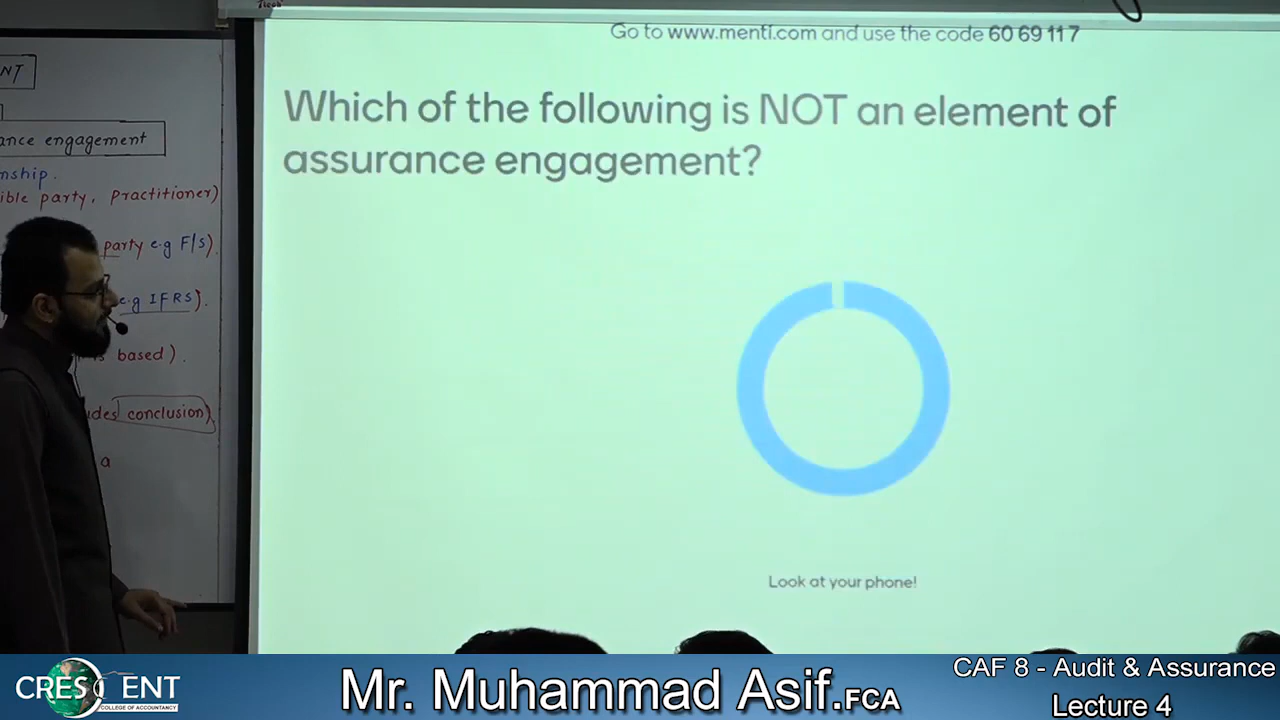 Go to www.menti.com and use the code 60 69 11 7
Which of the following is NOT an element of
assurance engagement?
Look at your phone!
NT
ance engagement
nship.
ible party, practitioner)
party e.g F/s).
e.g IFRS).
based).
udes conclusion)
a
CRESCENT
COLLEGE OF ACCOUNTANCY
Mr. Muhammad Asif.FCA
CAF 8 - Audit & Assurance
Lecture 4